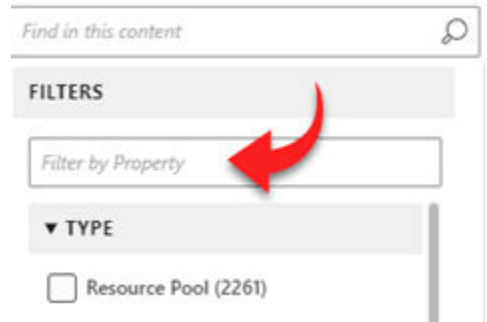 Find in this content
FILTERS
Filter by Property
▼ TYPE
Resource Pool (2261)